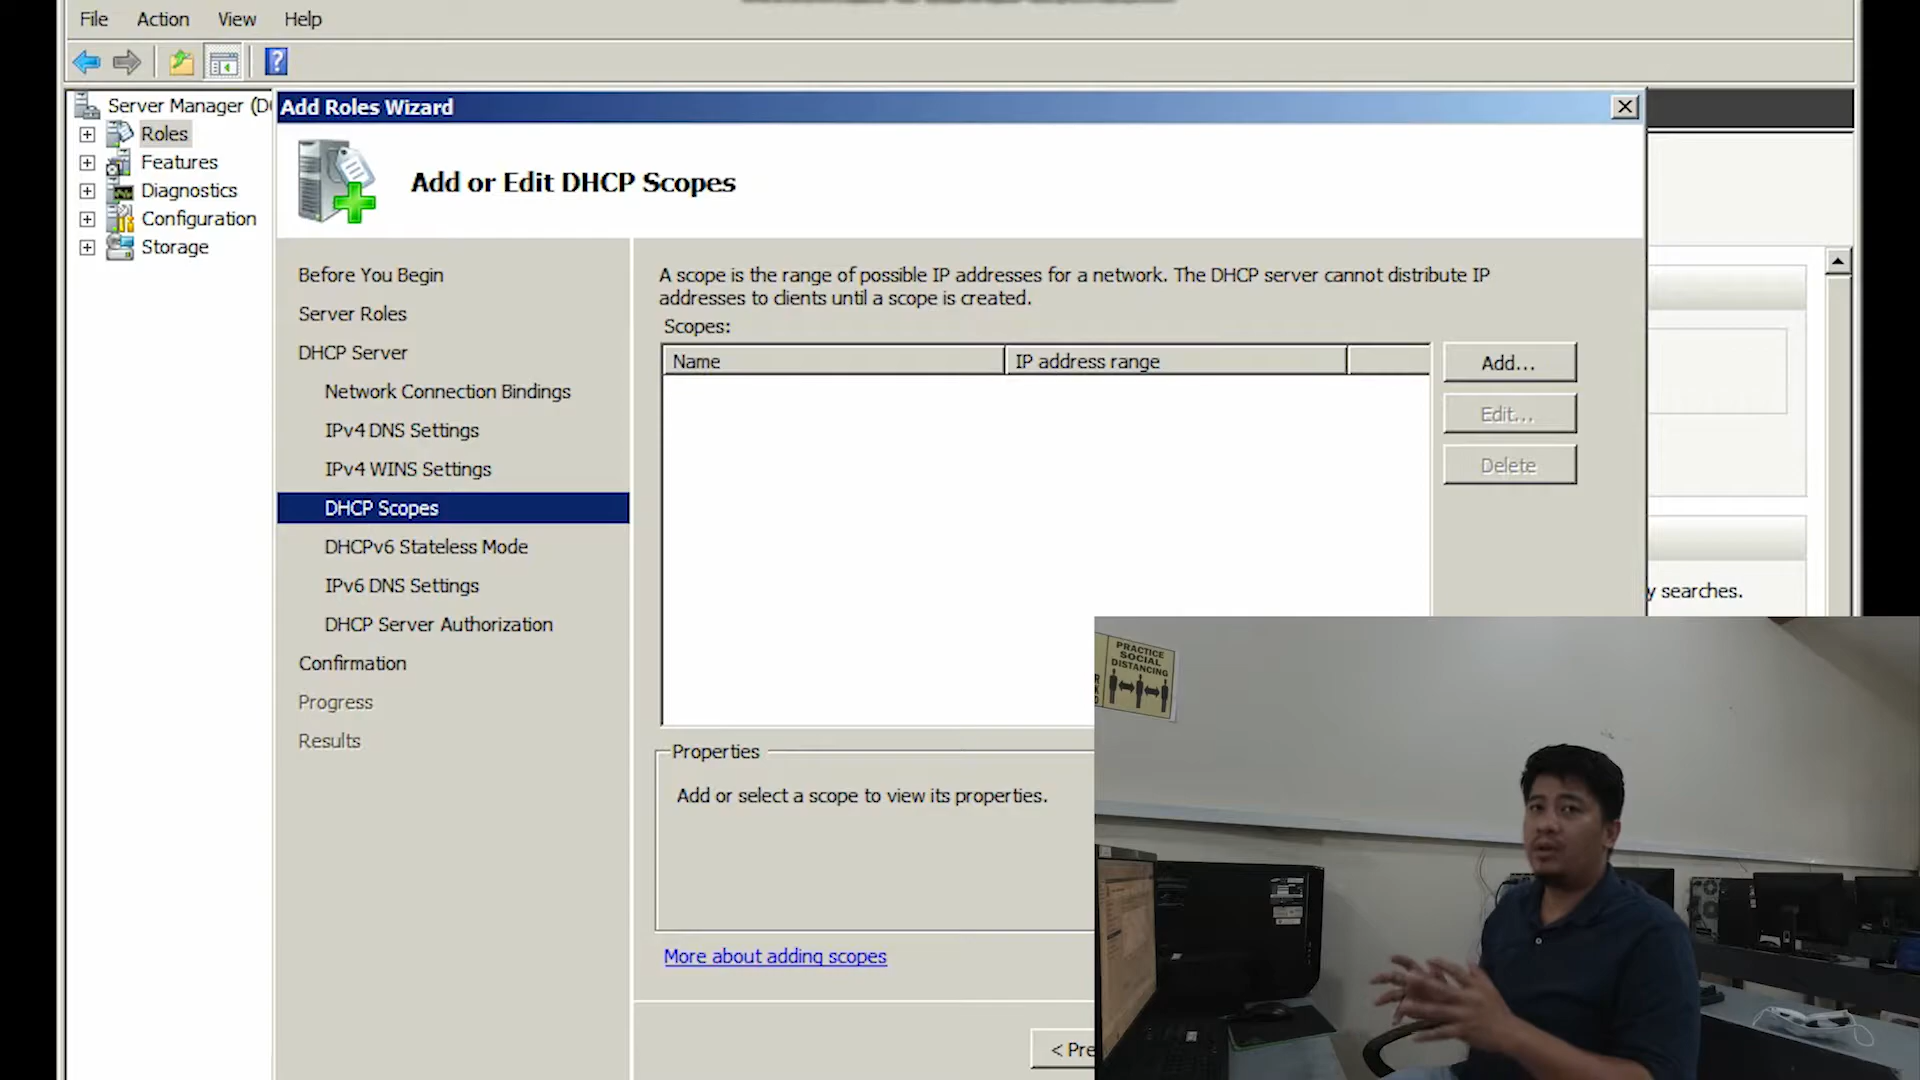 File Action View Help
Server Manager (D
Roles
Features
Diagnostics
Configuration
Storage
Add Roles Wizard
Add or Edit DHCP Scopes
Before You Begin
Server Roles
DHCP Server
Network Connection Bindings
IPv4 DNS Settings
IPv4 WINS Settings
DHCP Scopes
DHCPv6 Stateless Mode
IPv6 DNS Settings
DHCP Server Authorization
Confirmation
Progress
Results
A scope is the range of possible IP addresses for a network. The DHCP server cannot distribute IP
addresses to clients until a scope is created.
Scopes:
Name IP address range
Add...
Edit...
Delete
Properties
Add or select a scope to view its properties.
More about adding scopes
< Pre
y searches.
PRACTICE
SOCIAL
DISTANCING